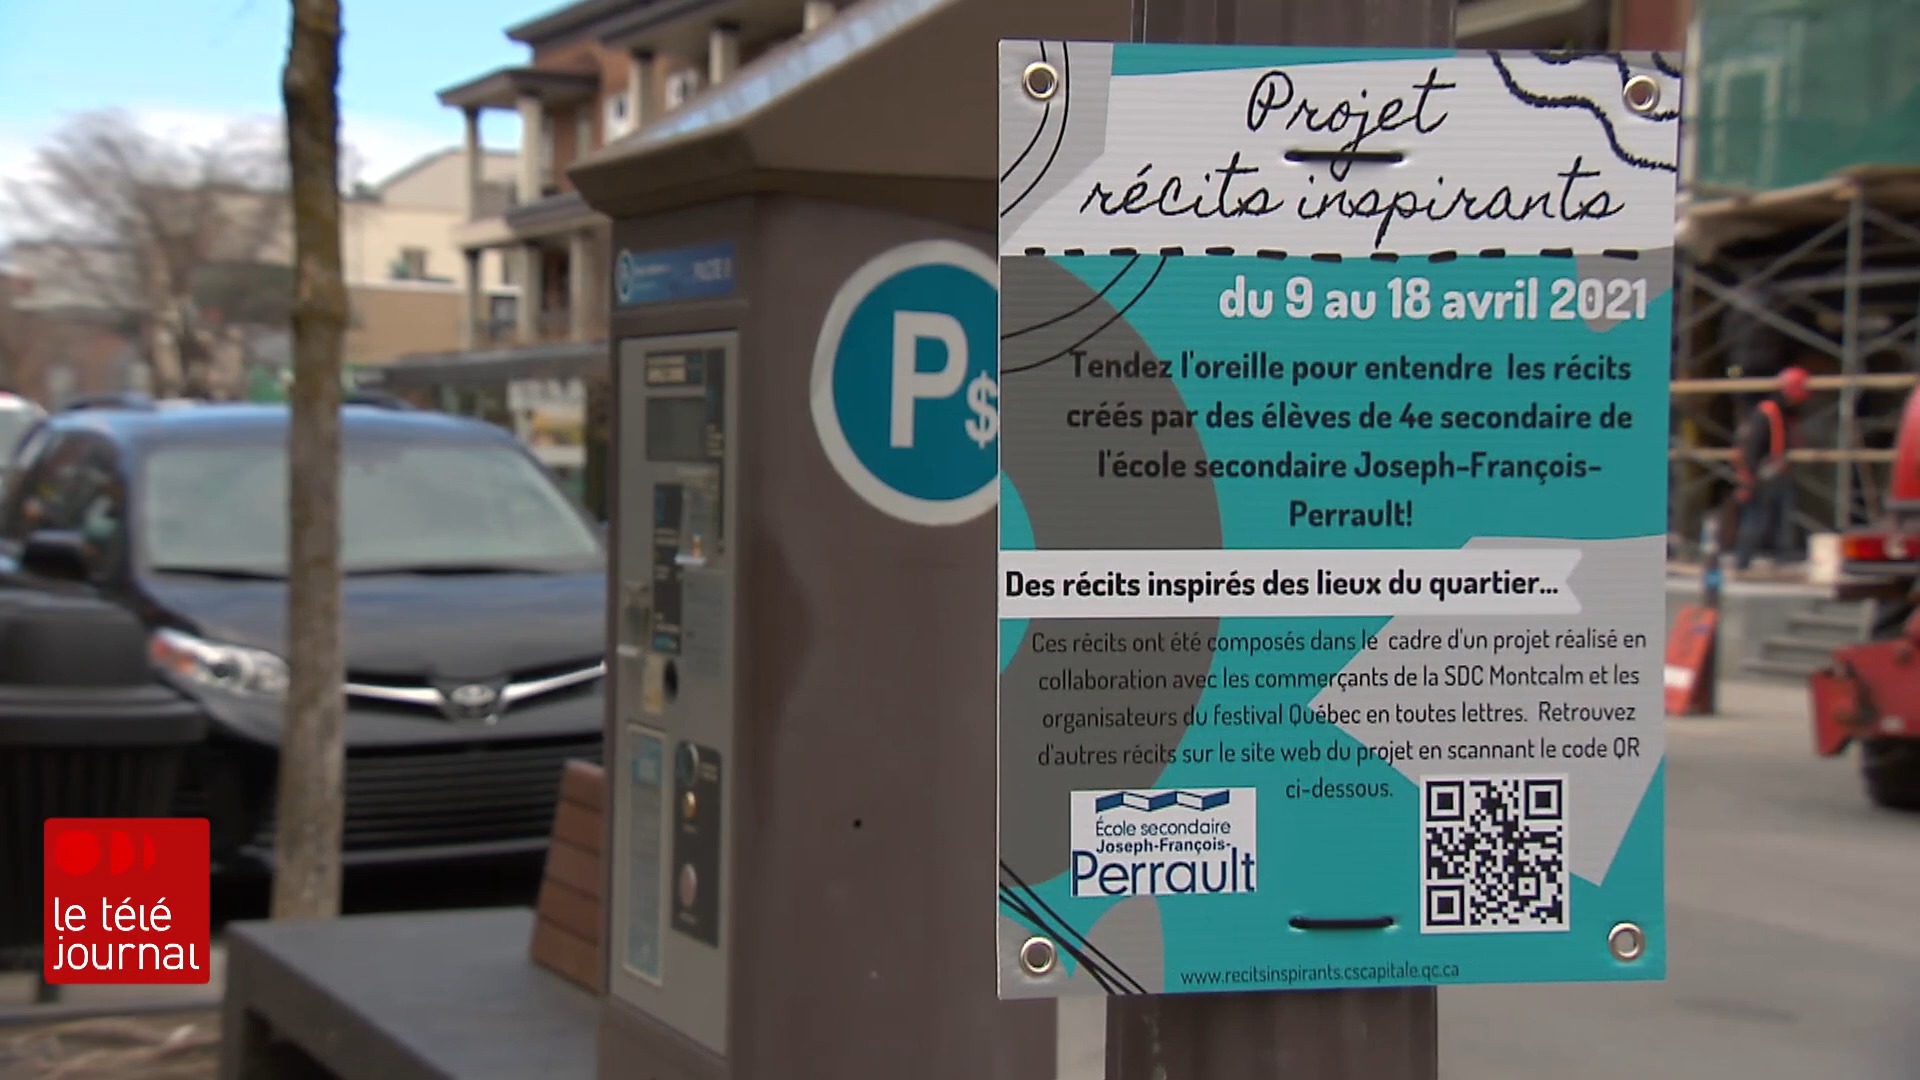 Projet
récits inspirants
du 9 au 18 avril 2021
Tendez l'oreille pour entendre les récits
créés par des élèves de 4e secondaire de
l'école secondaire Joseph-François-
Perrault!
Des récits inspirés des lieux du quartier...
Ces récits ont été composés dans le cadre d'un projet réalisé en
collaboration avec les commerçants de la SDC Montcalm et les
organisateurs du festival Québec en toutes lettres. Retrouvez
d'autres récits sur le site web du projet en scannant le code QR
ci-dessous.
École secondaire
Joseph-François-
Perrault
www.recitsinspirants.cscapitale.qc.ca
P$
le télé
journal